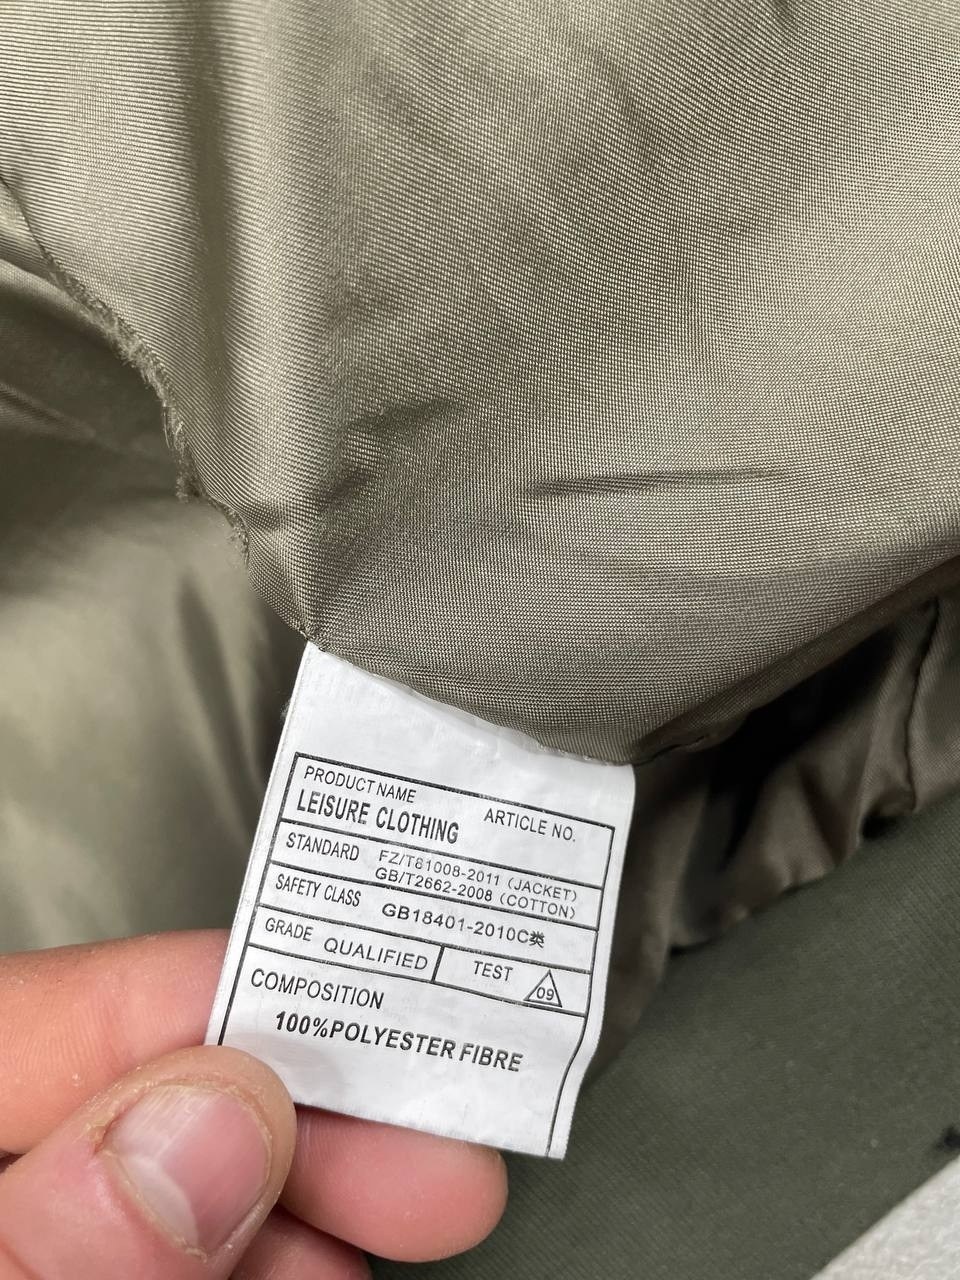 PRODUCT NAME
LEISURE CLOTHING
ARTICLE NO.
STANDARD
FZ/T81008-2011 (JACKET)
GB/T2662-2008 (COTTON)
SAFETY CLASS GB18401-2010C类
GRADE QUALIFIED TEST 09
COMPOSITION
100%POLYESTER FIBRE